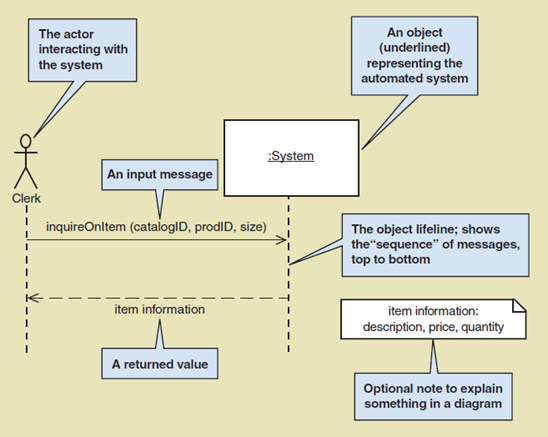 The actor
interacting with
the system
An object
(underlined)
representing the
automated system
:System
An input message
Clerk
inquireOnItem (catalogID, prodID, size)
The object lifeline; shows
the“sequence” of messages,
top to bottom
item information
item information:
description, price, quantity
A returned value
Optional note to explain
something in a diagram